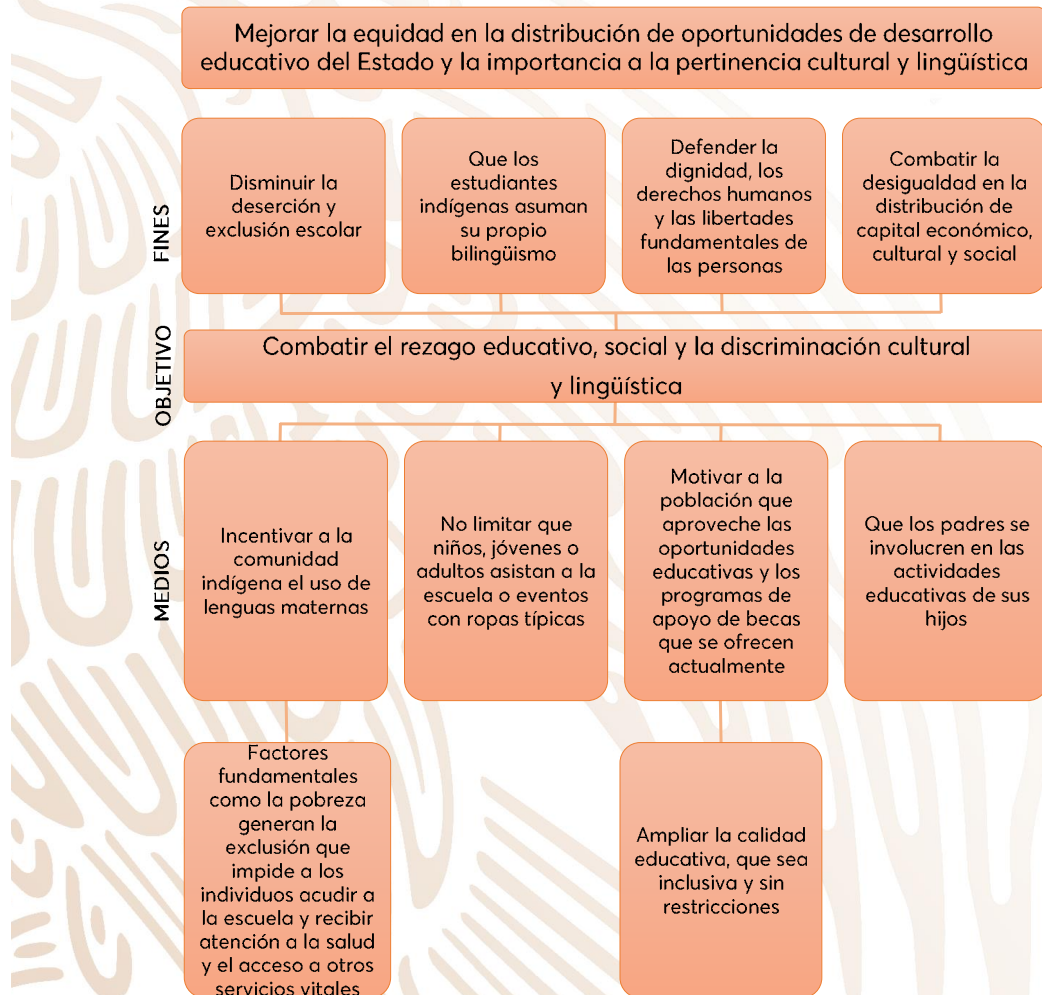 Mejorar la equidad en la distribución de oportunidades de desarrollo
educativo del Estado y la importancia a la pertinencia cultural y lingüística
FINES
Disminuir la
deserción y
exclusión escolar
Que los
estudiantes
indígenas asuman
su propio
bilingüismo
Defender la
dignidad, los
derechos humanos
y las libertades
fundamentales de
las personas
Combatir la
desigualdad en la
distribución de
capital económico,
cultural y social
OBJETIVO
Combatir el rezago educativo, social y la discriminación cultural
y lingüística
MEDIOS
Incentivar a la
comunidad
indígena el uso de
lenguas maternas
No limitar que
niños, jóvenes o
adultos asistan a la
escuela o eventos
con ropas típicas
Motivar a la
población que
aproveche las
oportunidades
educativas y los
programas de
apoyo de becas
que se ofrecen
actualmente
Que los padres se
involucren en las
actividades
educativas de sus
hijos
Factores
fundamentales
como la pobreza
generan la
exclusión que
impide a los
individuos acudir a
la escuela y recibir
atención a la salud
y el acceso a otros
servicios vitales
Ampliar la calidad
educativa, que sea
inclusiva y sin
restricciones